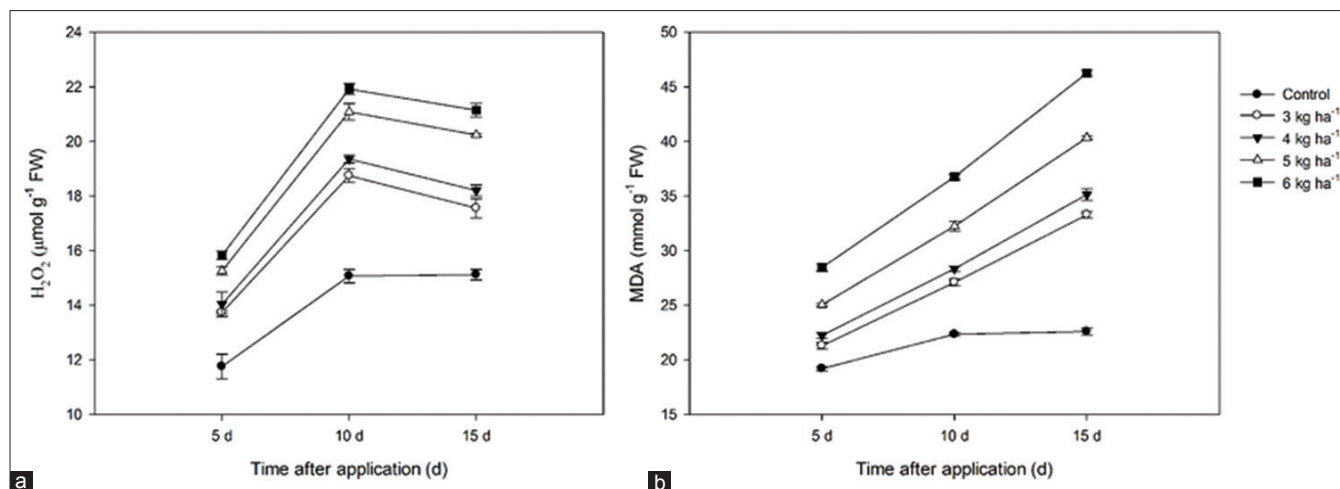 24
22
20
18
16
14
12
10
H₂O₂ (μmol g⁻¹ FW)
5 d
10 d
15 d
Time after application (d)
a
50
45
40
35
30
25
20
15
MDA (mmol g⁻¹ FW)
5 d
10 d
15 d
Time after application (d)
b
Control
3 kg ha⁻¹
4 kg ha⁻¹
5 kg ha⁻¹
6 kg ha⁻¹